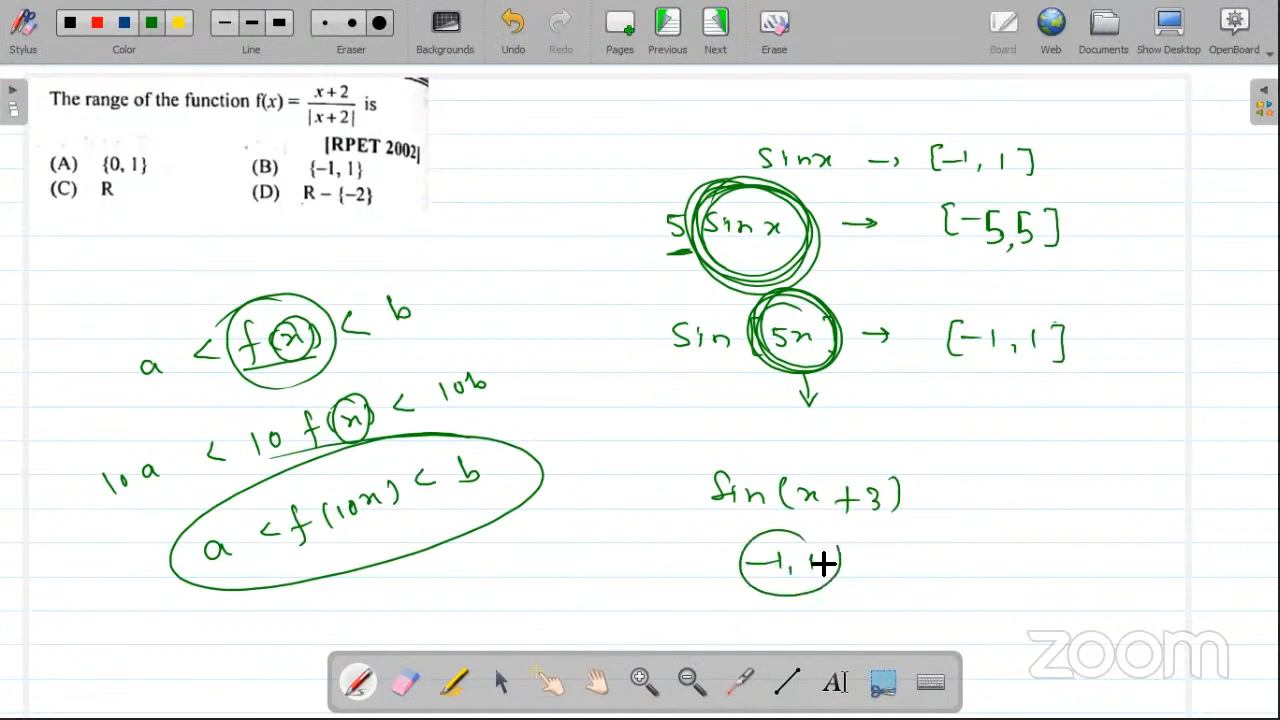 Stylus
Color
Line
Eraser
Backgrounds
Undo
Redo
Pages
Previous
Next
Erase
Board
Web
Documents
Show Desktop
OpenBoard
The range of the function f(x) = x+2 / |x+2| is
[RPET 2002]
(A) {0, 1} (B) {−1, 1}
(C) R (D) R − {−2}
Sinx → [-1, 1]
5 Sin x → [-5,5]
Sin [5x] → [-1, 1]
a < f(x) < b
10a < 10 f(x) < 10b
a < f(10x) < b
Sin(x+3)
-1, 1
zoom